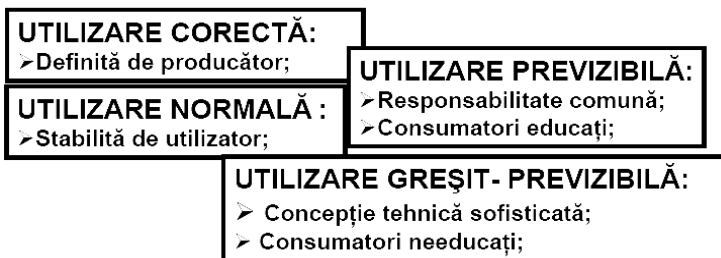 UTILIZARE CORECTĂ:
➢Definită de producător;
UTILIZARE NORMALĂ :
➢Stabilită de utilizator;
UTILIZARE PREVIZIBILĂ:
➢Responsabilitate comună;
➢Consumatori educați;
UTILIZARE GREŞIT- PREVIZIBILĂ:
➢ Concepție tehnică sofisticată;
➢ Consumatori needucați;